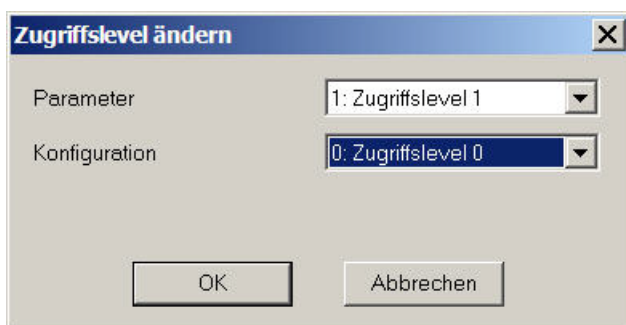 Zugriffslevel ändern
Parameter 1: Zugriffslevel 1
Konfiguration 0: Zugriffslevel 0
OK Abbrechen